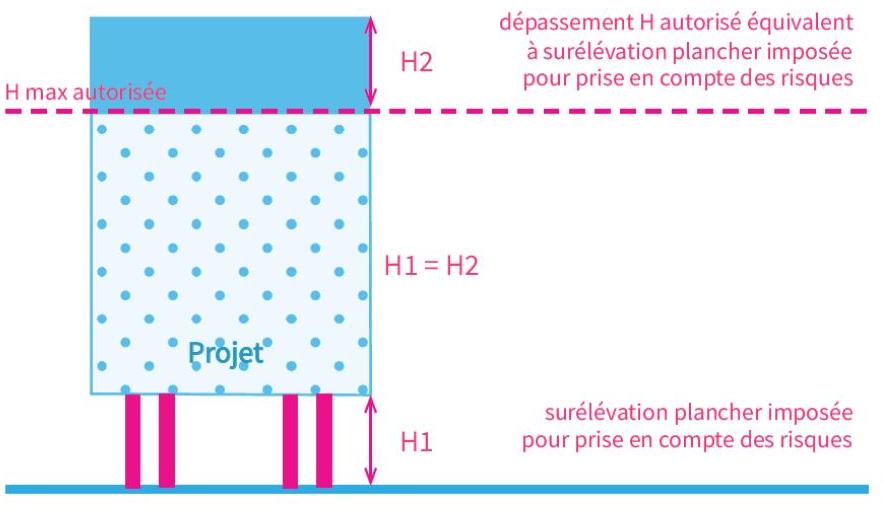 dépassement H autorisé équivalent
à surélévation plancher imposée
pour prise en compte des risques
H2
H max autorisée
H1 = H2
Projet
surélévation plancher imposée
pour prise en compte des risques
H1